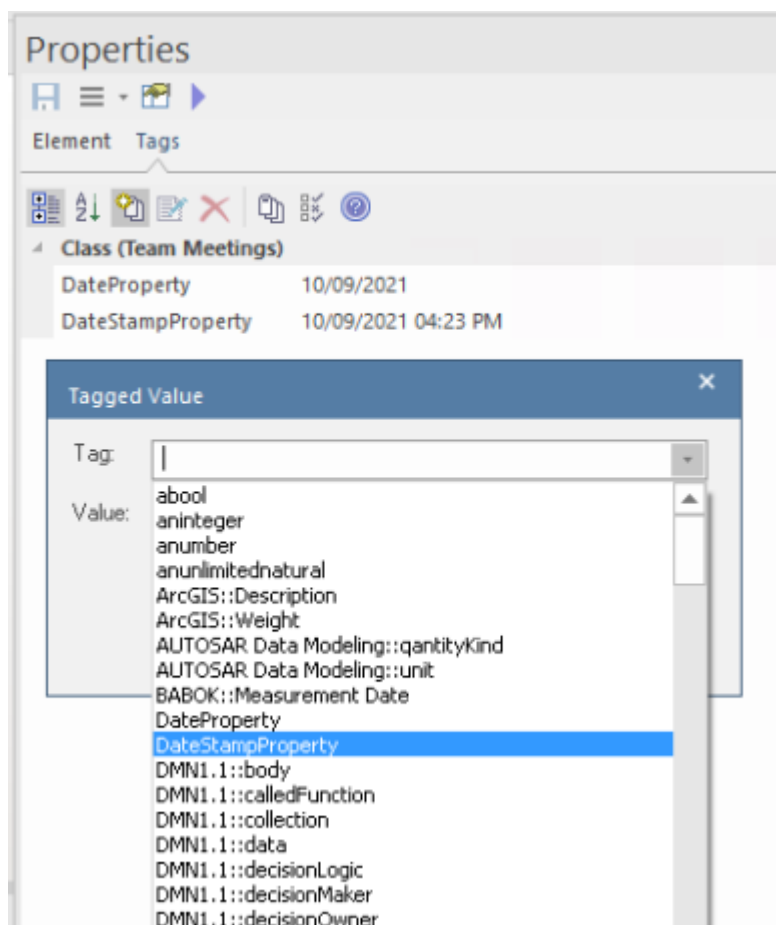 Properties
Element Tags
Class (Team Meetings)
DateProperty 10/09/2021
DateStampProperty 10/09/2021 04:23 PM
Tagged Value
Tag:
Value:
abool
aninteger
anumber
anunlimitednatural
ArcGIS::Description
ArcGIS::Weight
AUTOSAR Data Modeling::qantityKind
AUTOSAR Data Modeling::unit
BABOK::Measurement Date
DateProperty
DateStampProperty
DMN1.1::body
DMN1.1::calledFunction
DMN1.1::collection
DMN1.1::data
DMN1.1::decisionLogic
DMN1.1::decisionMaker
DMN1.1::decisionOwner